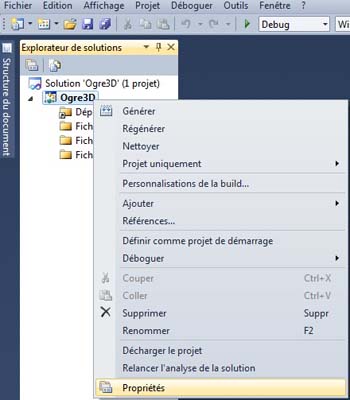 Fichier Edition Affichage Projet Déboguer Outils Tests Fenêtre
Debug
Explorateur de solutions
Structure du document
Solution 'Ogre3D' (1 projet)
Ogre3D
Dép
Fich
Fich
Fich
Générer
Régénérer
Nettoyer
Projet uniquement
Personnalisations de la build...
Ajouter
Références...
Définir comme projet de démarrage
Déboguer
Couper Ctrl+X
Coller Ctrl+V
Supprimer Suppr
Renommer F2
Décharger le projet
Relancer l'analyse de la solution
Propriétés